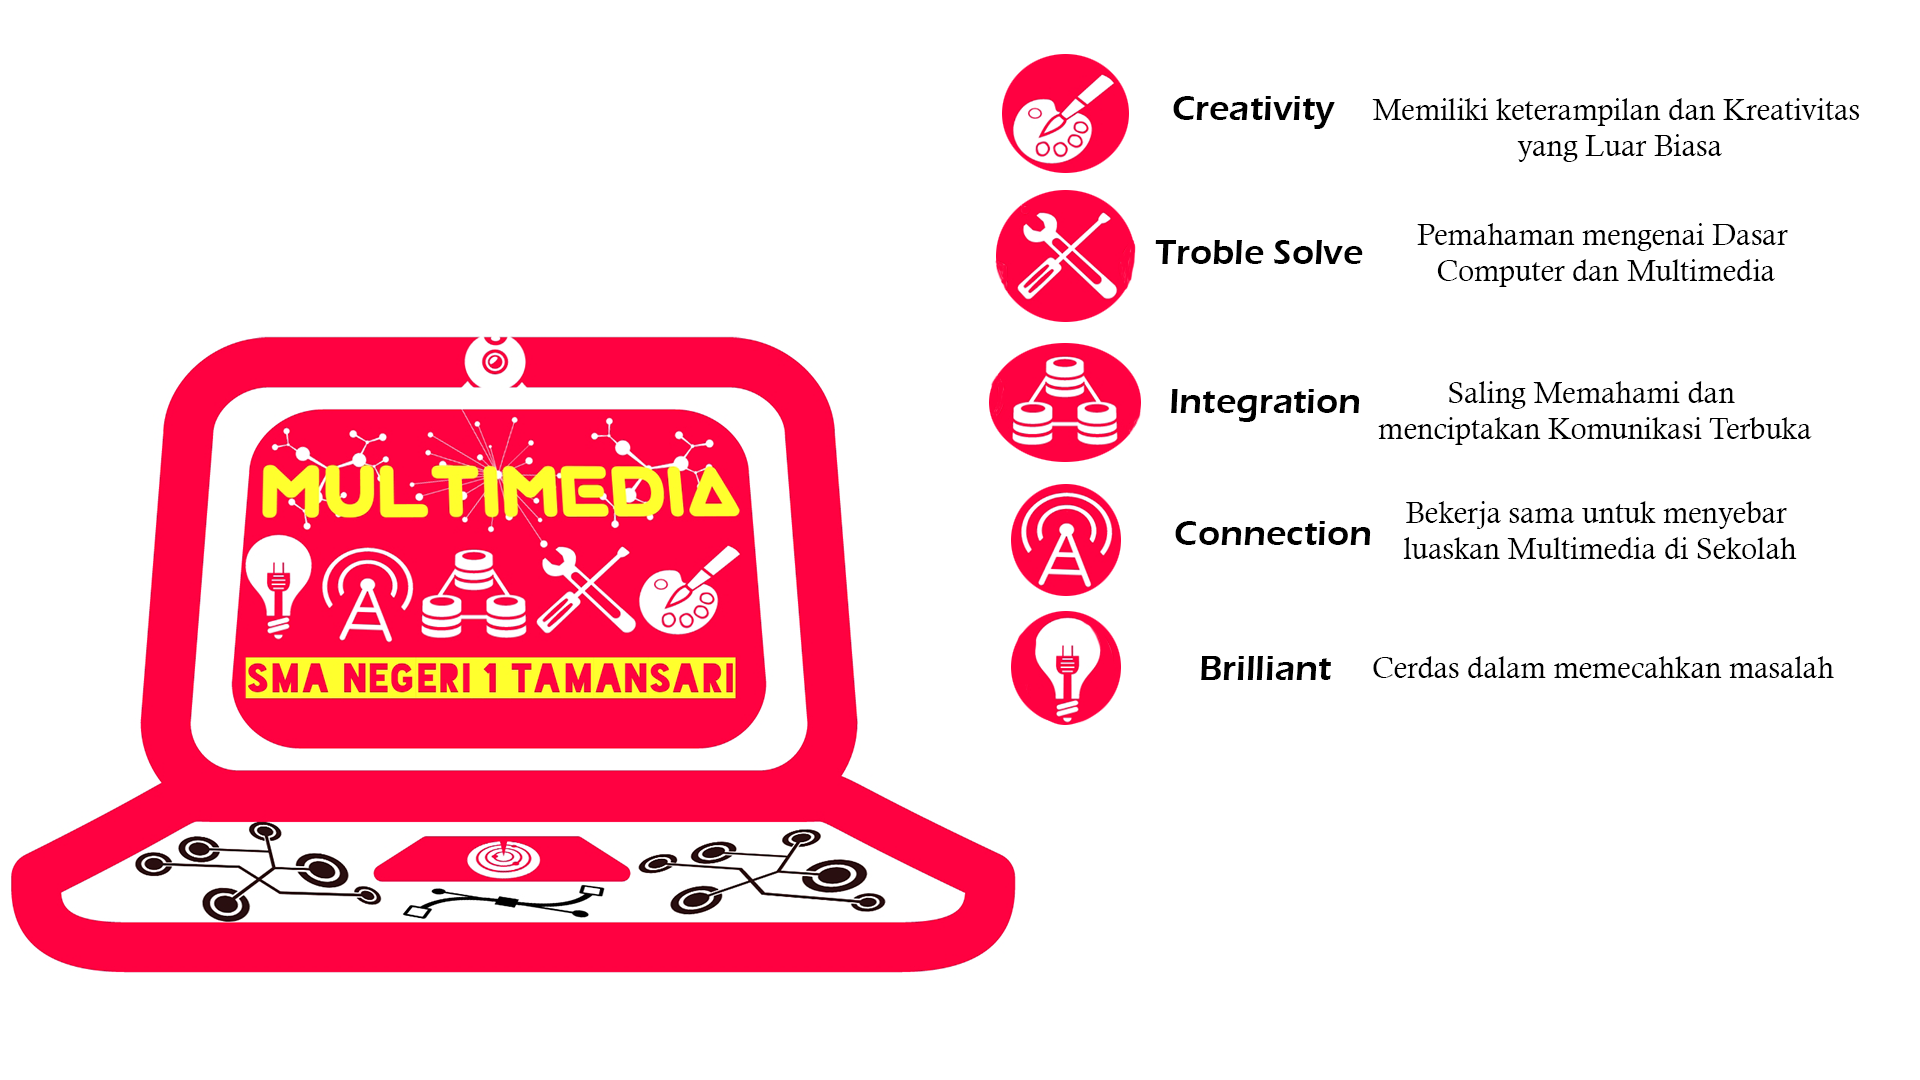 MULTIMEDIA
SMA NEGERI 1 TAMANSARI
Creativity
Memiliki keterampilan dan Kreativitas
yang Luar Biasa
Troble Solve
Pemahaman mengenai Dasar
Computer dan Multimedia
Integration
Saling Memahami dan
menciptakan Komunikasi Terbuka
Connection
Bekerja sama untuk menyebar
luaskan Multimedia di Sekolah
Brilliant
Cerdas dalam memecahkan masalah